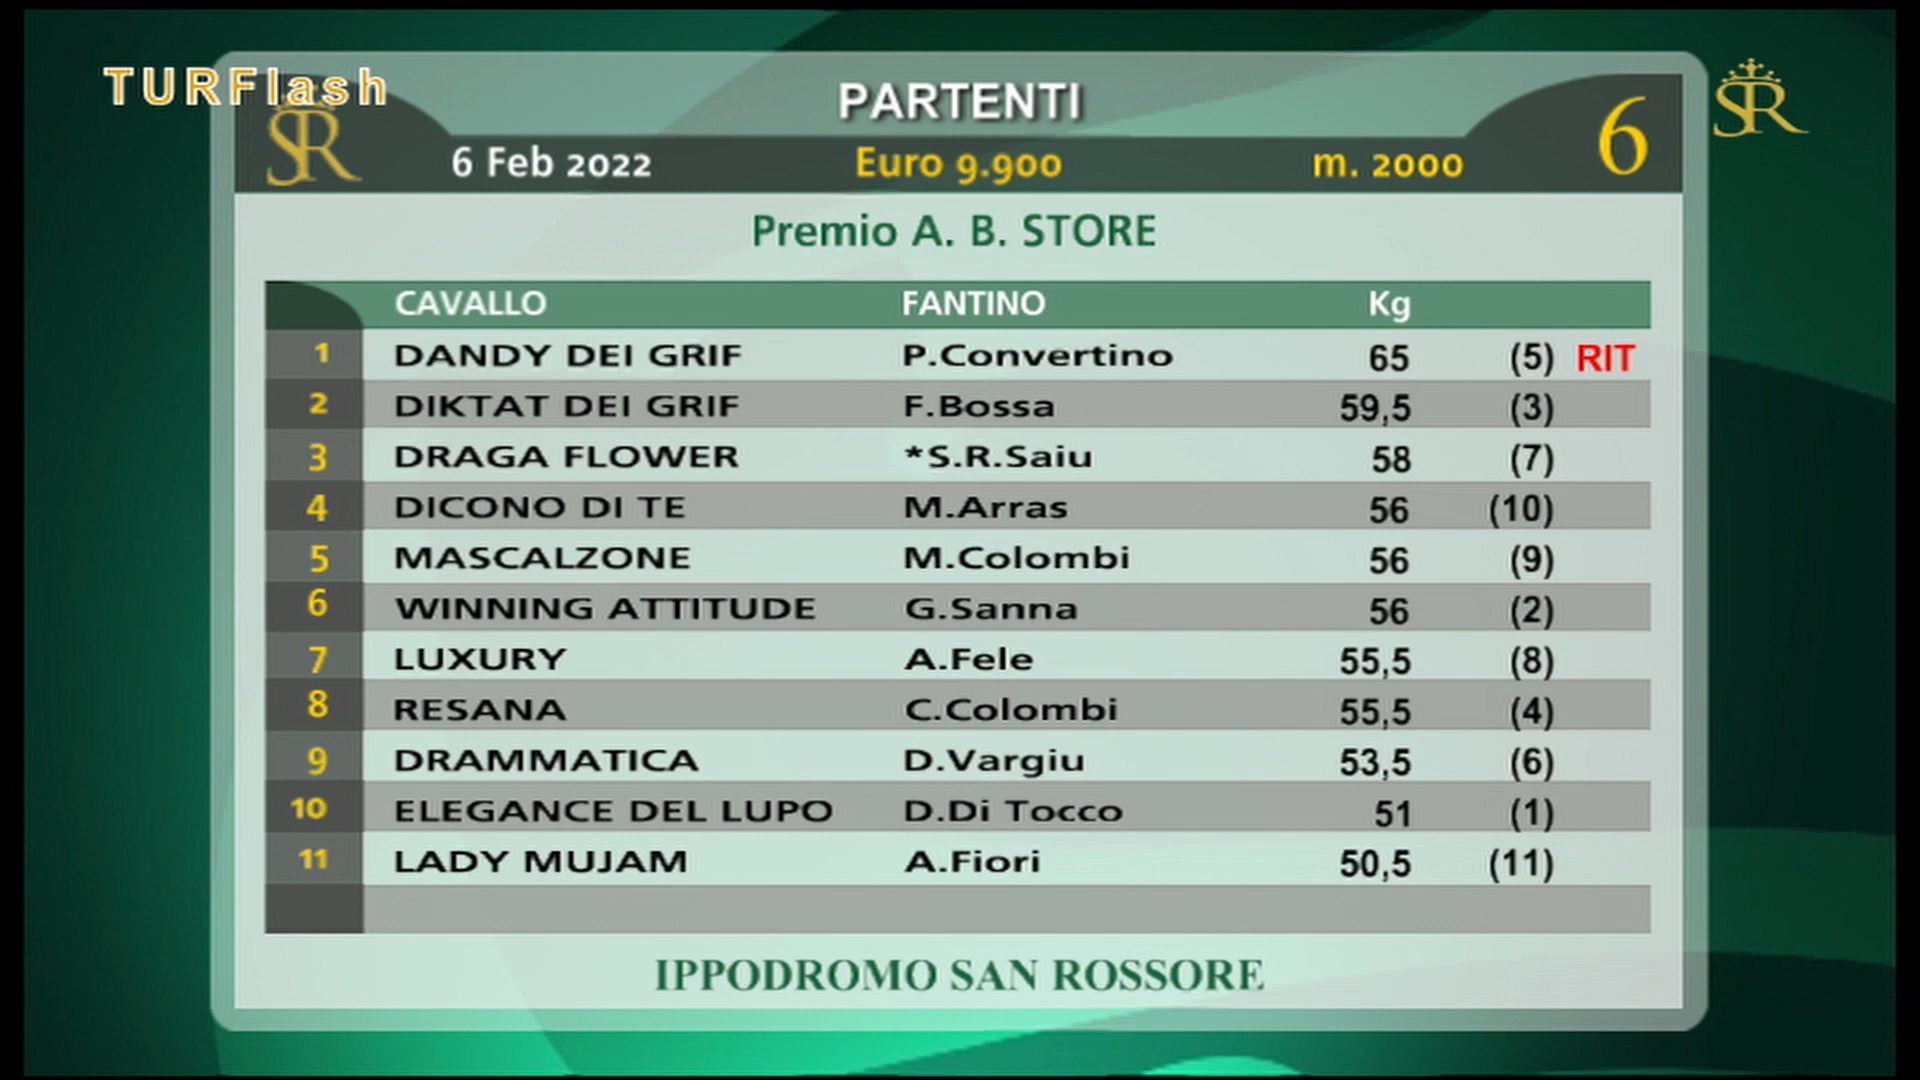 TURFlash
PARTENTI
SR 6 Feb 2022 Euro 9.900 m. 2000 6 SR
Premio A. B. STORE
CAVALLO FANTINO Kg
1 DANDY DEI GRIF P.Convertino 65 (5) RIT
2 DIKTAT DEI GRIF F.Bossa 59,5 (3)
3 DRAGA FLOWER *S.R.Saiu 58 (7)
4 DICONO DI TE M.Arras 56 (10)
5 MASCALZONE M.Colombi 56 (9)
6 WINNING ATTITUDE G.Sanna 56 (2)
7 LUXURY A.Fele 55,5 (8)
8 RESANA C.Colombi 55,5 (4)
9 DRAMMATICA D.Vargiu 53,5 (6)
10 ELEGANCE DEL LUPO D.Di Tocco 51 (1)
11 LADY MUJAM A.Fiori 50,5 (11)
IPPODROMO SAN ROSSORE